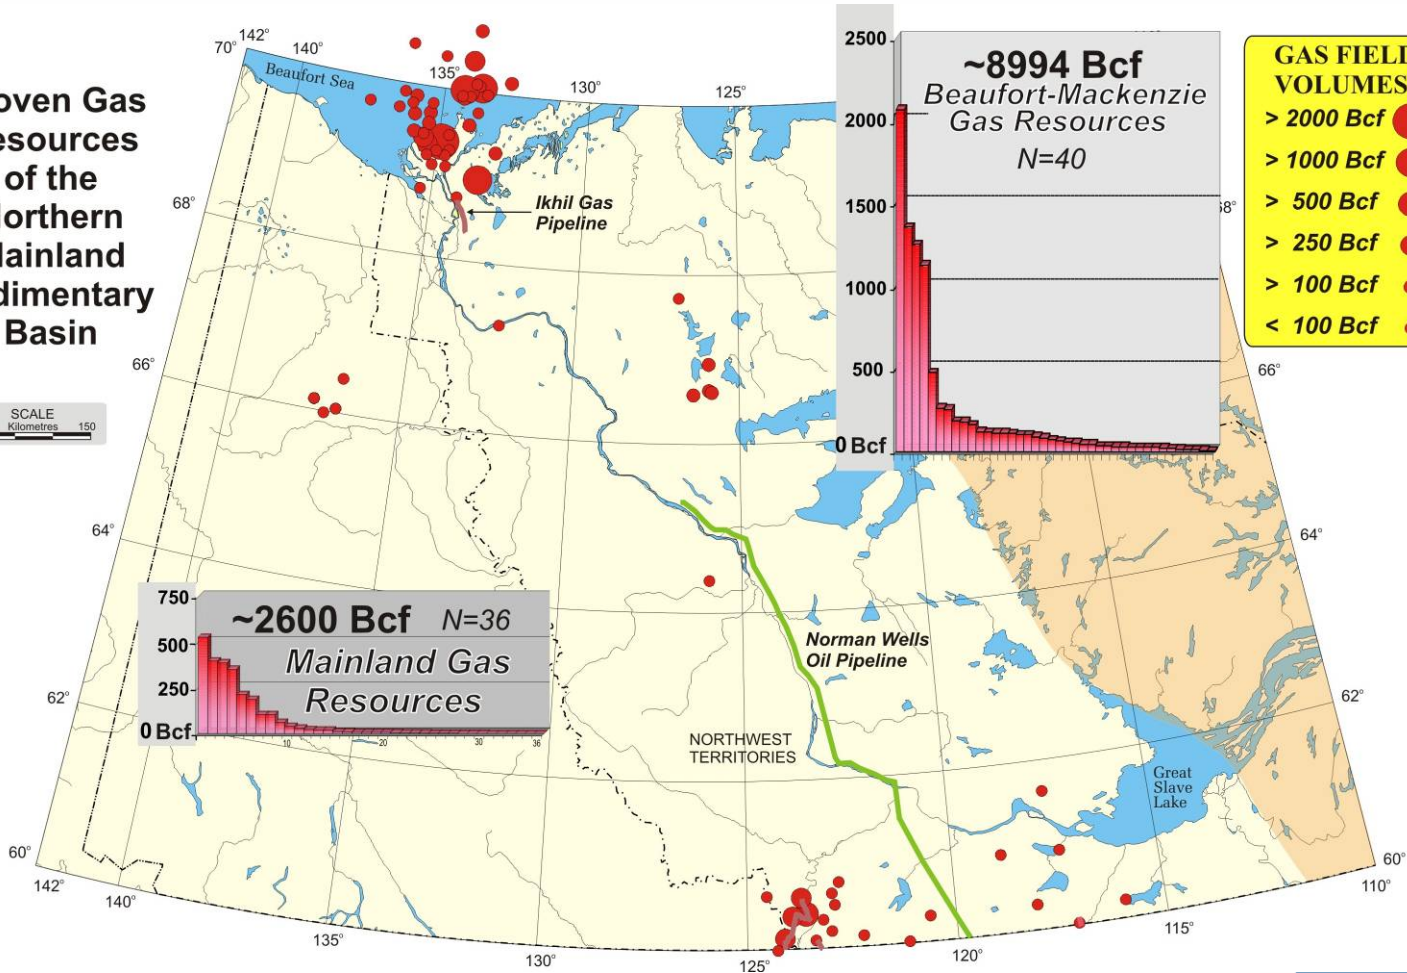 oven Gas
esources
of the
orthern
ainland
dimentary
Basin
SCALE
Kilometres 150
70°
142°
140°
135°
130°
125°
Beaufort Sea
68°
66°
64°
62°
60°
142°
140°
135°
130°
125°
120°
115°
110°
60°
62°
64°
66°
68°
Ikhil Gas
Pipeline
Norman Wells
Oil Pipeline
NORTHWEST
TERRITORIES
Great
Slave
Lake
2500
2000
1500
1000
500
0 Bcf
~8994 Bcf
Beaufort-Mackenzie
Gas Resources
N=40
GAS FIELD
VOLUMES
> 2000 Bcf
> 1000 Bcf
> 500 Bcf
> 250 Bcf
> 100 Bcf
< 100 Bcf
750
500
250
0 Bcf
~2600 Bcf N=36
Mainland Gas
Resources
10
20
30
36